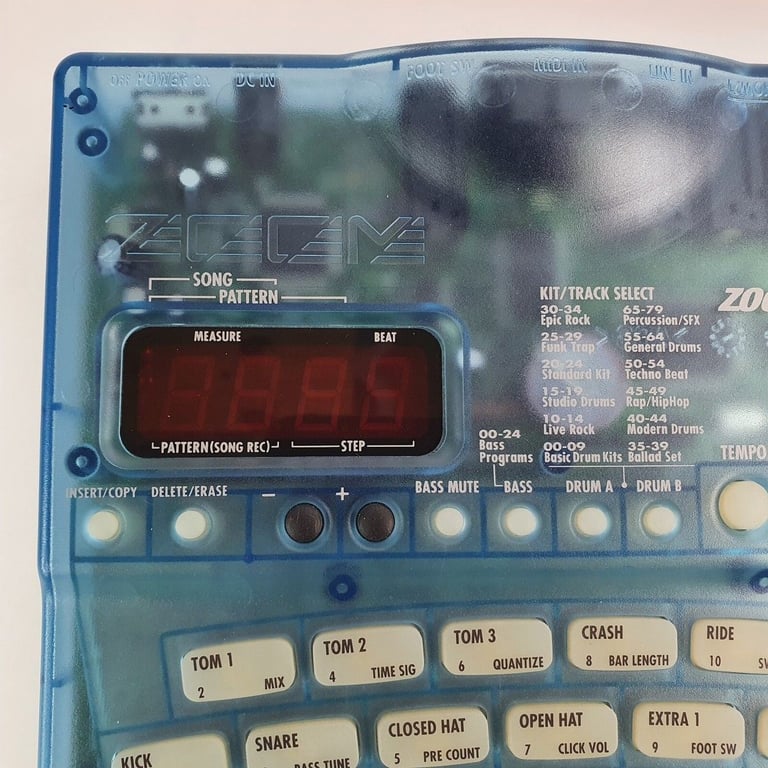 OFF POWER ON DC IN FOOT SW MIDI IN LINE IN
ZOOM
SONG
PATTERN
MEASURE BEAT
PATTERN(SONG REC) STEP
KIT/TRACK SELECT
30-34 65-79
Epic Rock Percussion/SFX
25-29 55-64
Funk Trap General Drums
20-24 50-54
Standard Kit Techno Beat
15-19 45-49
Studio Drums Rap/HipHop
10-14 40-44
Live Rock Modern Drums
00-09 35-39
Basic Drum Kits Ballad Set
00-24
Bass
Programs
ZOO
TEMPO
INSERT/COPY DELETE/ERASE - + BASS MUTE BASS DRUM A DRUM B
TOM 1
2 MIX
TOM 2
4 TIME SIG
TOM 3
6 QUANTIZE
CRASH
8 BAR LENGTH
RIDE
10 SW
KICK
SNARE
BASS TUNE
CLOSED HAT
5 PRE COUNT
OPEN HAT
7 CLICK VOL
EXTRA 1
9 FOOT SW